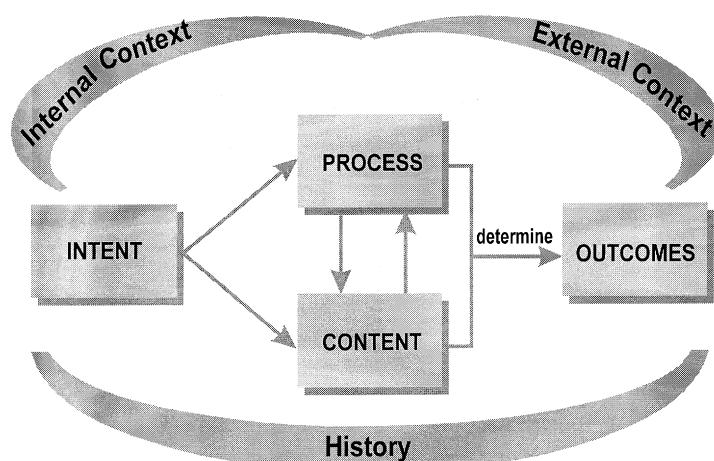 Internal Context
External Context
PROCESS
INTENT
determine
OUTCOMES
CONTENT
History